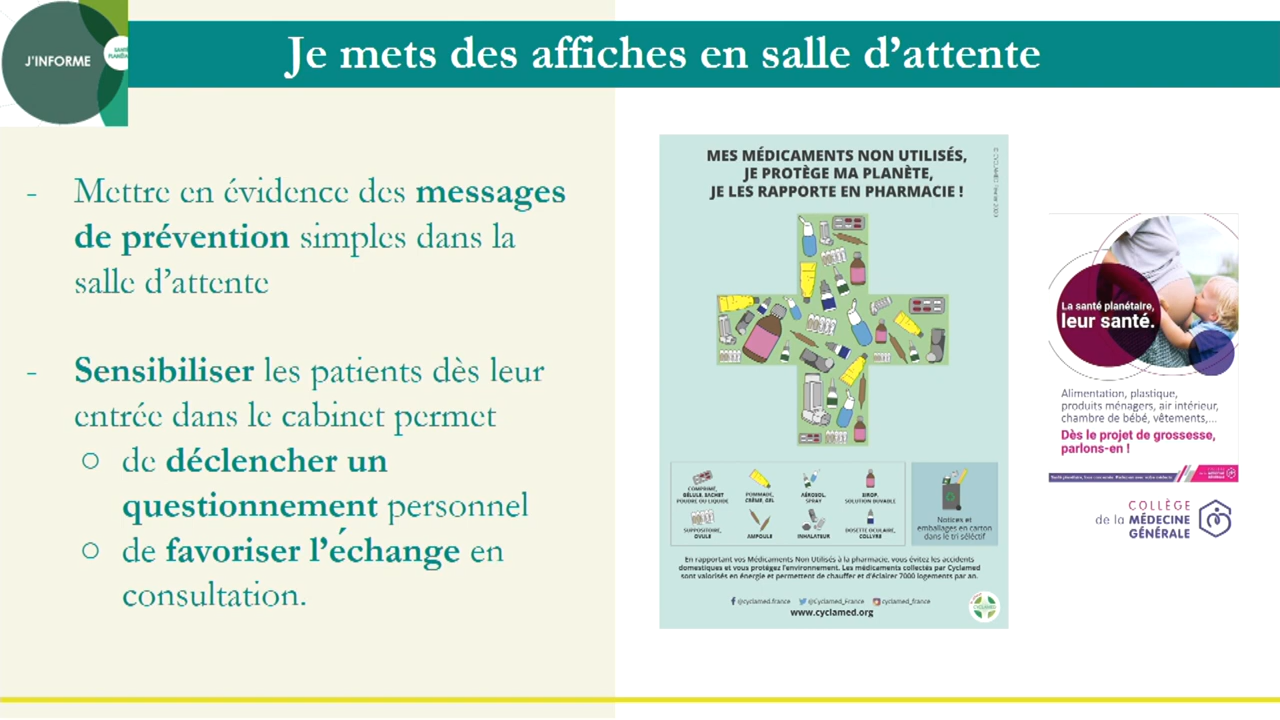 J'INFORME
SANTÉ
Je mets des affiches en salle d'attente
- Mettre en évidence des messages
de prévention simples dans la
salle d'attente
- Sensibiliser les patients dès leur
entrée dans le cabinet permet
○ de déclencher un
questionnement personnel
○ de favoriser l'échange en
consultation.
MES MÉDICAMENTS NON UTILISÉS,
JE PROTÈGE MA PLANÈTE,
JE LES RAPPORTE EN PHARMACIE !
COMPRIMÉ,
GÉLULE, SACHET
POUDRE OU LIQUIDE
POMMADE,
CRÈME, GEL
AÉROSOL,
SPRAY
SIROP,
SOLUTION BUVABLE
SUPPOSITOIRE,
OVULE
AMPOULE
INHALATEUR
DOSETTE OCULAIRE,
COLLYRE
Notices et
emballages en carton
dans le tri séléctif
En rapportant vos Médicaments Non Utilisés à la pharmacie, vous évitez les accidents
domestiques et vous protégez l'environnement. Les médicaments collectés par Cyclamed
sont valorisés en énergie et permettent de chauffer et d'éclairer 7000 logements par an.
@cyclamed.france @Cyclamed_France cyclamed_france
www.cyclamed.org
CYCLAMED
La santé planétaire,
leur santé.
Alimentation, plastique,
produits ménagers, air intérieur,
chambre de bébé, vêtements,...
Dès le projet de grossesse,
parlons-en !
COLLÈGE
de la MÉDECINE
GÉNÉRALE